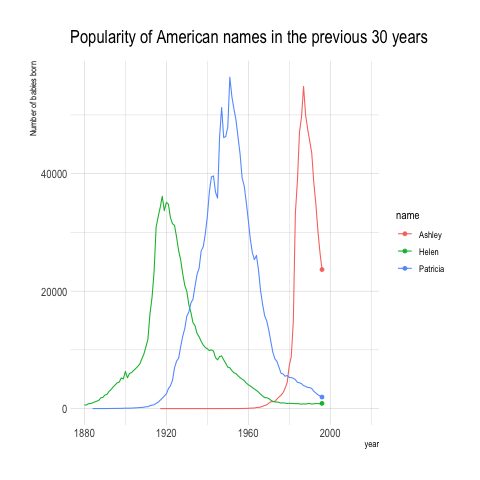 Popularity of American names in the previous 30 years
Number of babies born
40000
20000
0
1880
1920
1960
2000
year
name
Ashley
Helen
Patricia